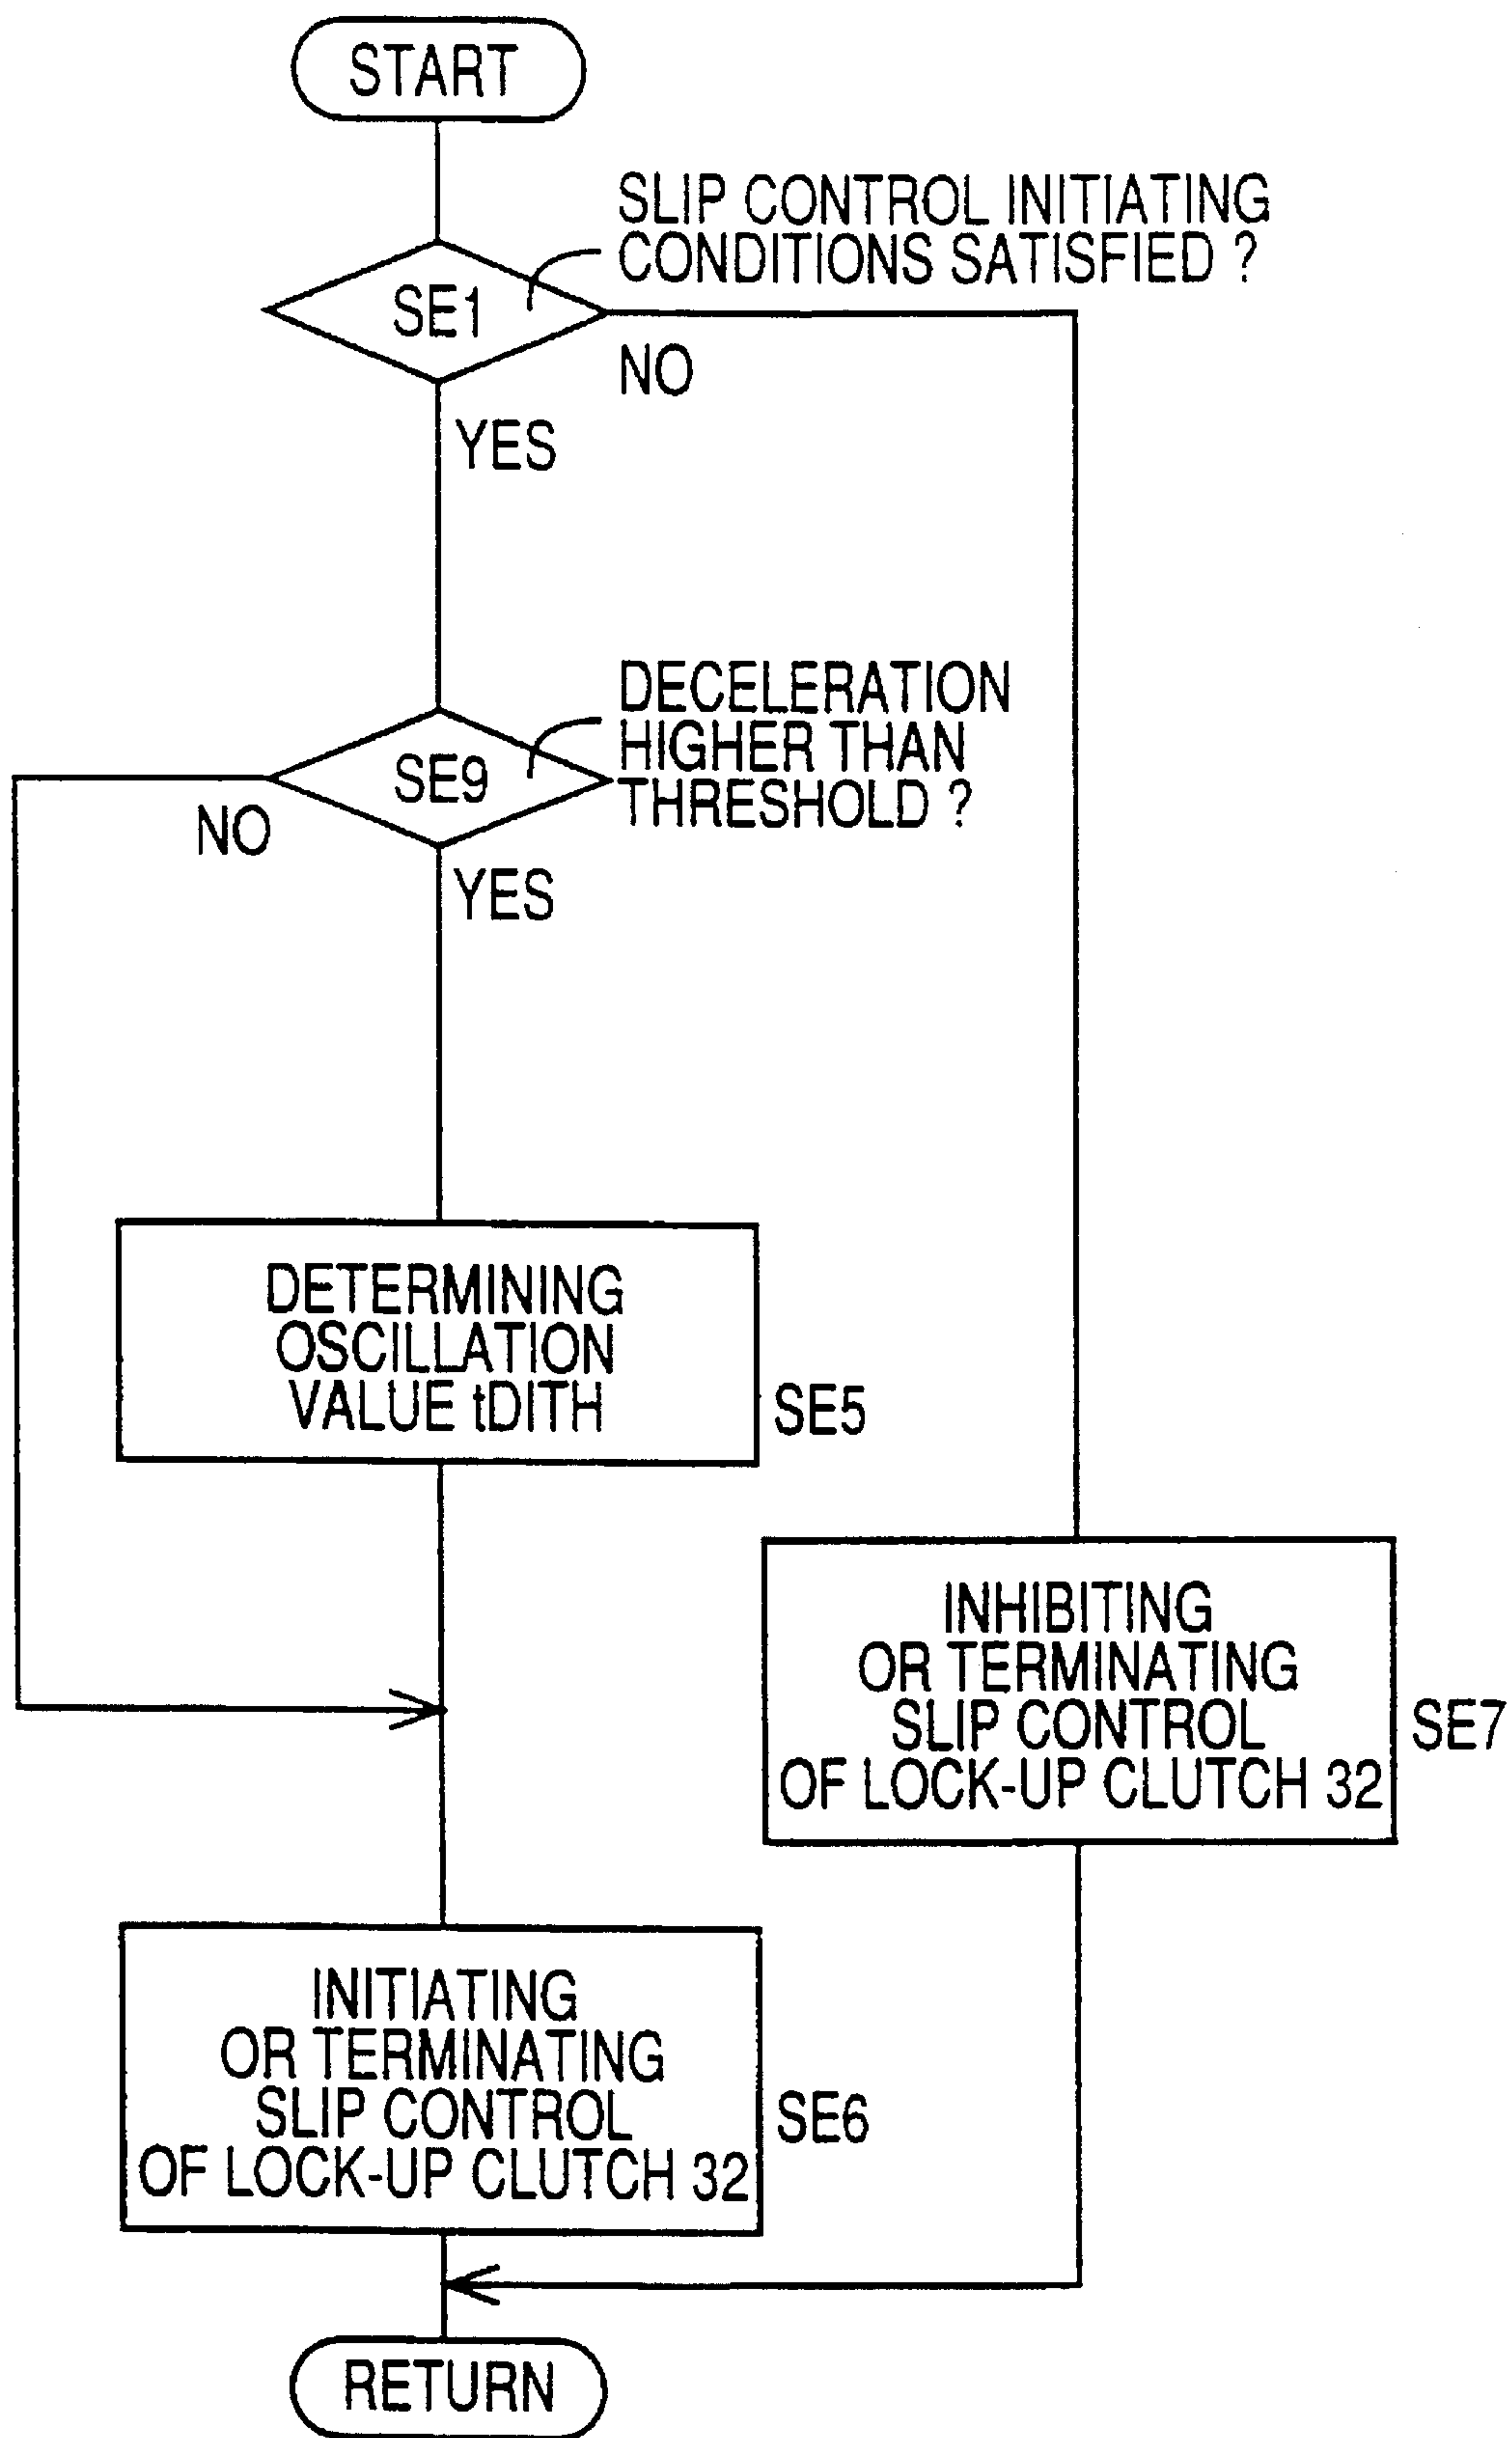 START
SLIP CONTROL INITIATING
CONDITIONS SATISFIED ?
SE1
NO
YES
DECELERATION
HIGHER THAN
THRESHOLD ?
SE9
NO
YES
DETERMINING
OSCILLATION
VALUE tDITH
SE5
INHIBITING
OR TERMINATING
SLIP CONTROL
OF LOCK-UP CLUTCH 32
SE7
INITIATING
OR TERMINATING
SLIP CONTROL
OF LOCK-UP CLUTCH 32
SE6
RETURN